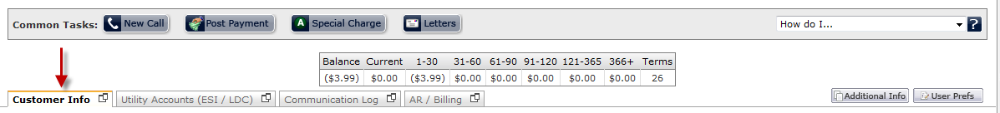 Common Tasks: New Call Post Payment Special Charge Letters How do I... ?
Balance Current 1-30 31-60 61-90 91-120 121-365 366+ Terms
($3.99) $0.00 ($3.99) $0.00 $0.00 $0.00 $0.00 $0.00 26
Customer Info Utility Accounts (ESI / LDC) Communication Log AR / Billing Additional Info User Prefs